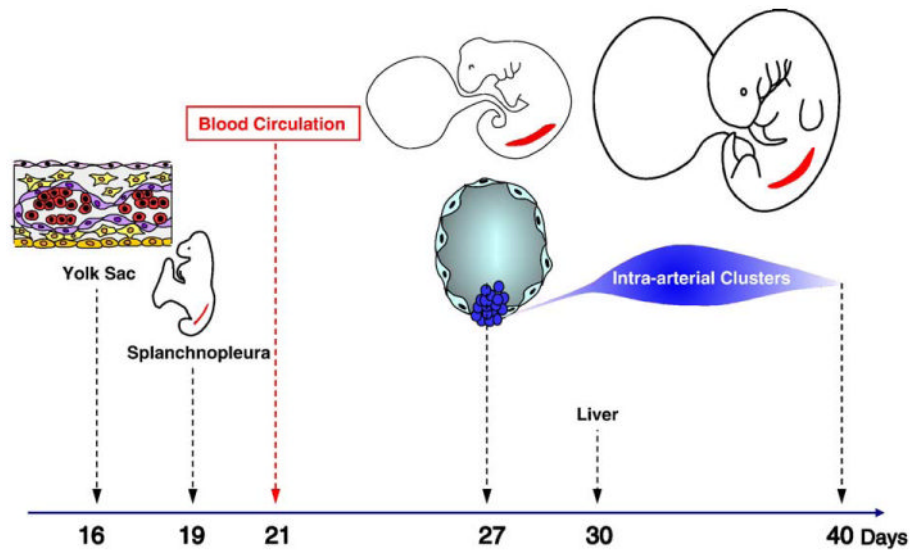 Blood Circulation
Yolk Sac
Intra-arterial Clusters
Splanchnopleura
Liver
16 19 21 27 30 40 Days